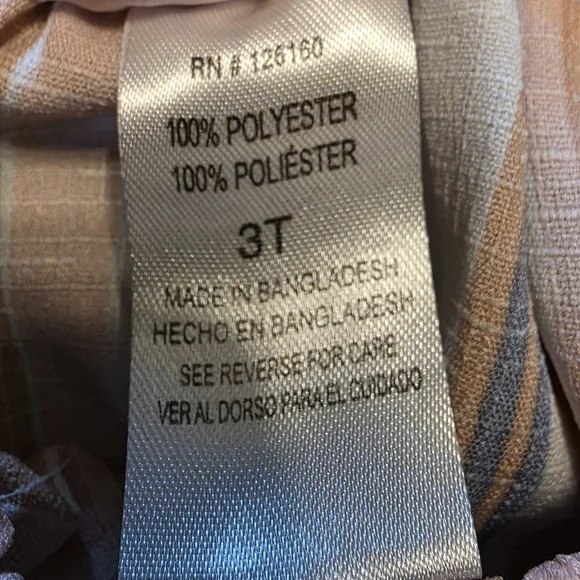 RN # 126160
100% POLYESTER
100% POLIÉSTER
3T
MADE IN BANGLADESH
HECHO EN BANGLADESH
SEE REVERSE FOR CARE
VER AL DORSO PARA EL CUIDADO